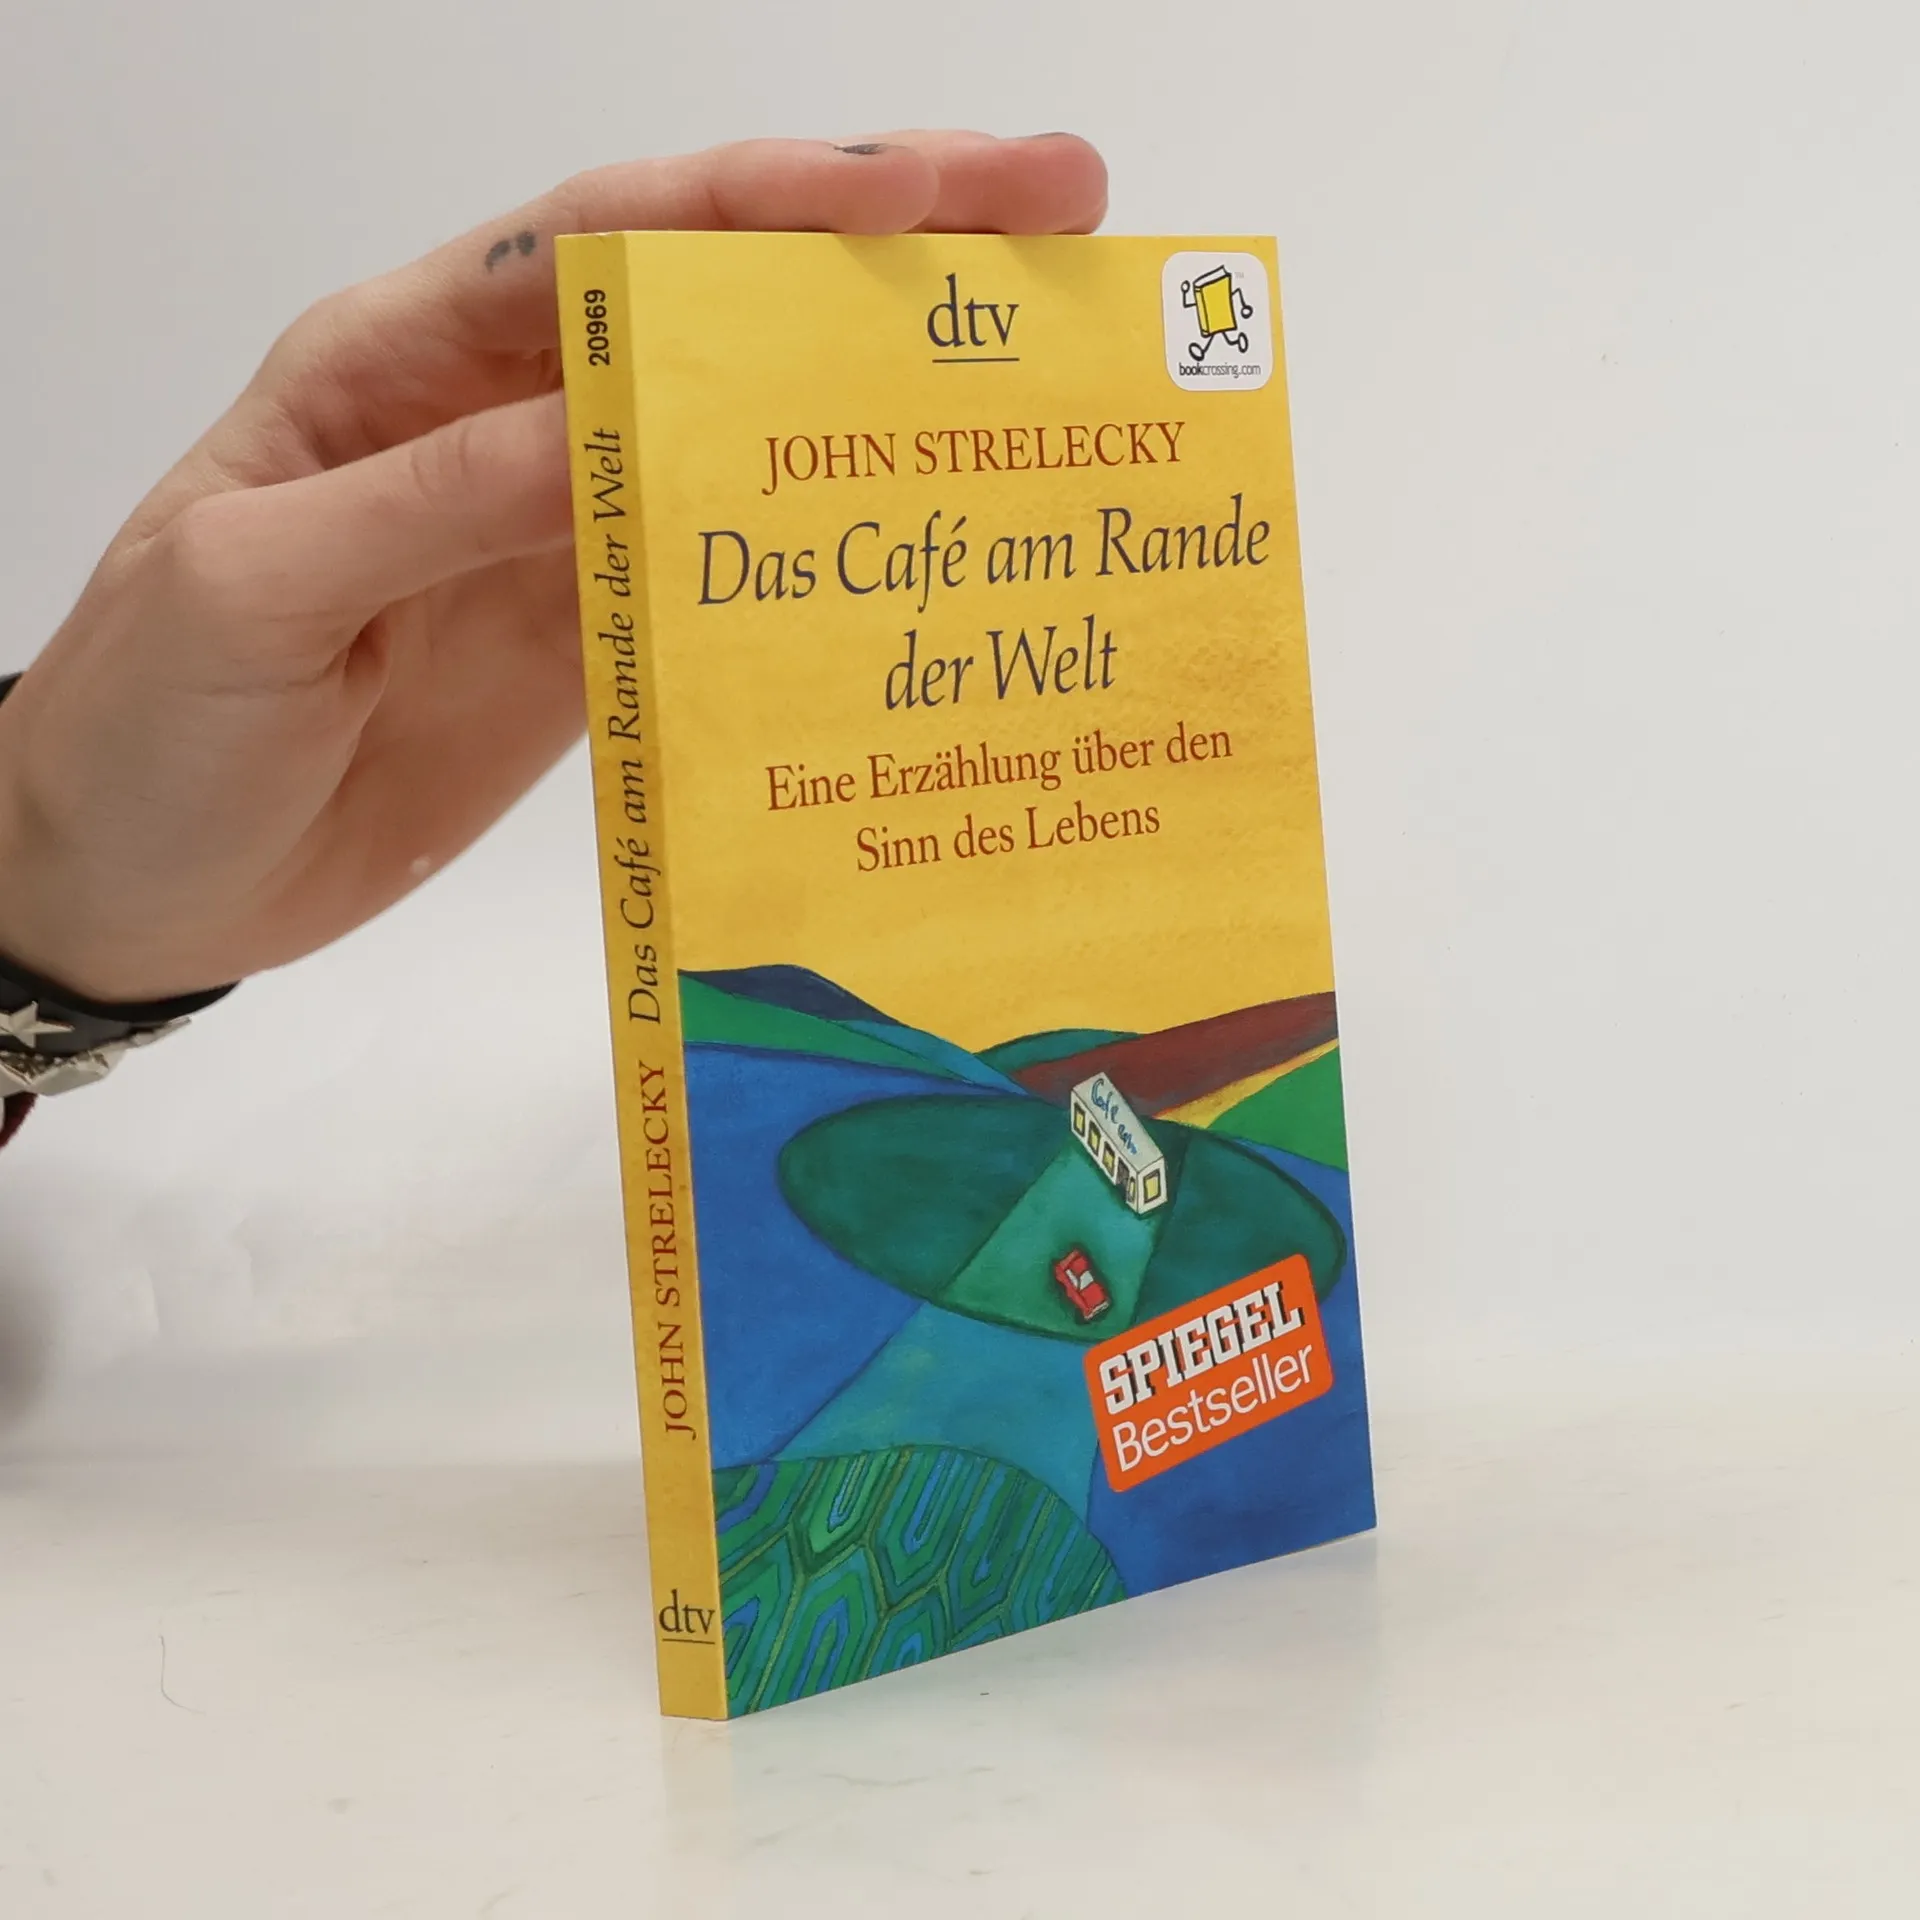 dtv
bookcrossing.com
JOHN STRELECKY
Das Café am Rande
der Welt
Eine Erzählung über den
Sinn des Lebens
SPIEGEL
Bestseller
20969
JOHN STRELECKY Das Café am Rande der Welt
dtv